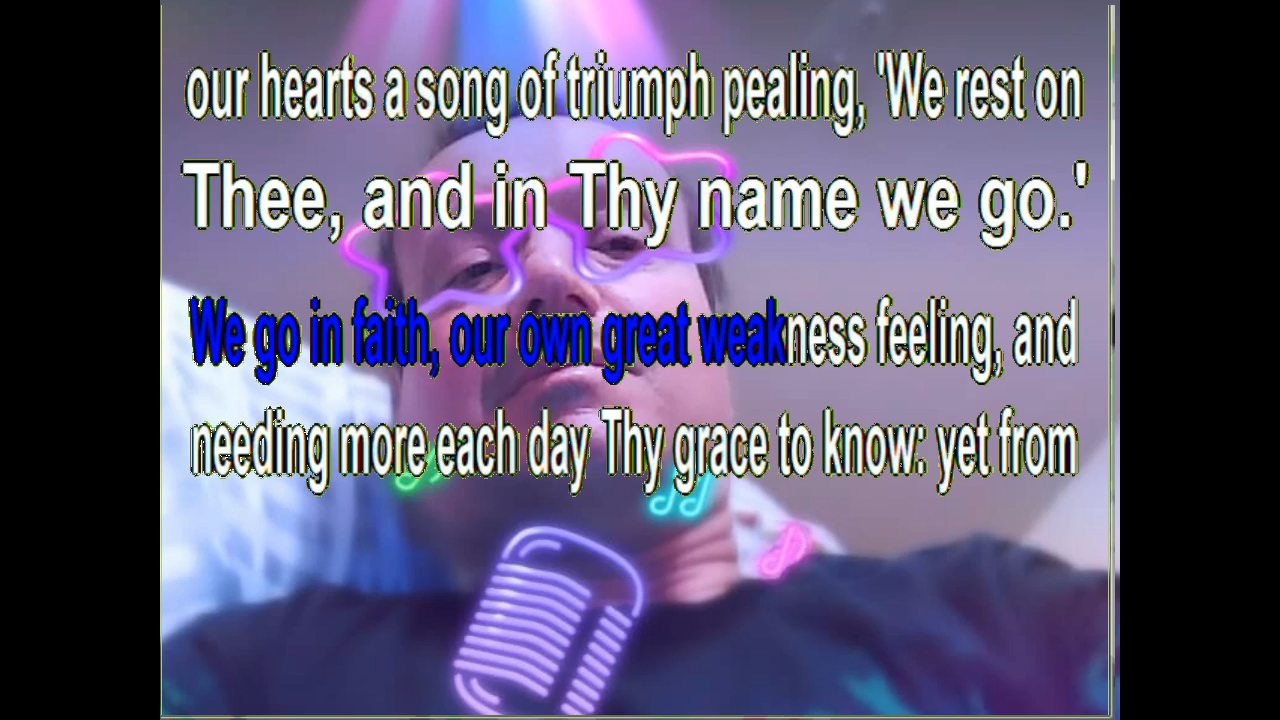 our hearts a song of triumph pealing, 'We rest on
Thee, and in Thy name we go.'
We go in faith, our own great weakness feeling, and
needing more each day Thy grace to know: yet from